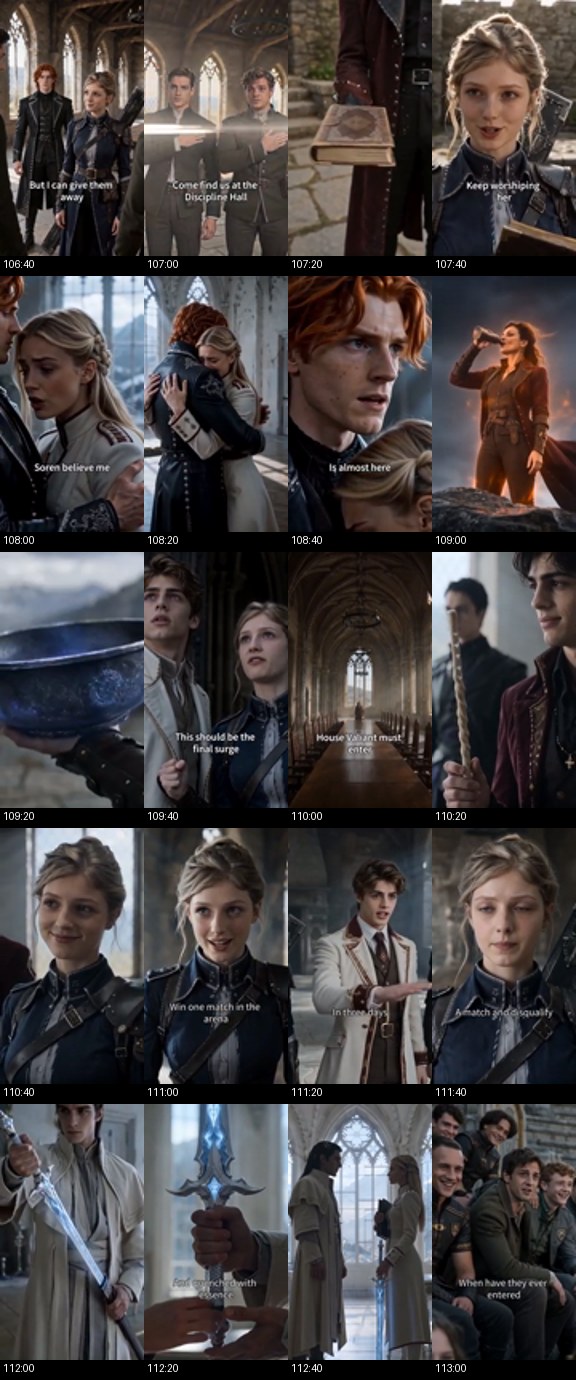 But I can give them
away
Come find us at the
Discipline Hall
Keep worshiping
her
106:40
107:00
107:20
107:40
Soren believe me
Is almost here
108:00
108:20
108:40
109:00
This should be the
final surge
House Valiant must
enter
109:20
109:40
110:00
110:20
Win one match in the
arena
In three days
A match and disqualify
110:40
111:00
111:20
111:40
And quenched with
essence
When have they ever
entered
112:00
112:20
112:40
113:00